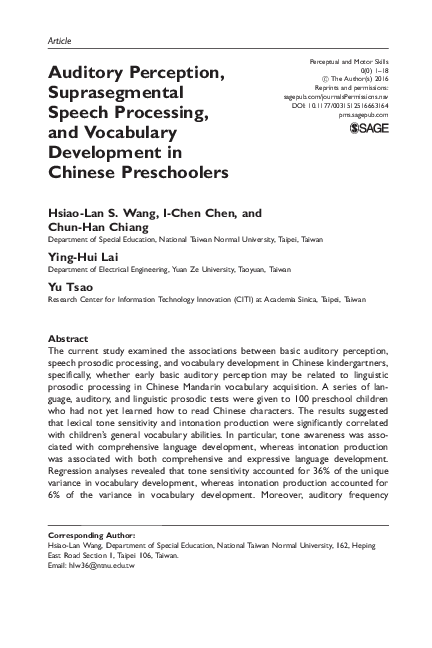 Article
Auditory Perception,
Suprasegmental
Speech Processing,
and Vocabulary
Development in
Chinese Preschoolers
Perceptual and Motor Skills
0(0) 1–18
© The Author(s) 2016
Reprints and permissions:
sagepub.com/journalsPermissions.nav
DOI: 10.1177/0031512516663164
pms.sagepub.com
SAGE
Hsiao-Lan S. Wang, I-Chen Chen, and
Chun-Han Chiang
Department of Special Education, National Taiwan Normal University, Taipei, Taiwan
Ying-Hui Lai
Department of Electrical Engineering, Yuan Ze University, Taoyuan, Taiwan
Yu Tsao
Research Center for Information Technology Innovation (CITI) at Academia Sinica, Taipei, Taiwan
Abstract
The current study examined the associations between basic auditory perception,
speech prosodic processing, and vocabulary development in Chinese kindergartners,
specifically, whether early basic auditory perception may be related to linguistic
prosodic processing in Chinese Mandarin vocabulary acquisition. A series of lan-
guage, auditory, and linguistic prosodic tests were given to 100 preschool children
who had not yet learned how to read Chinese characters. The results suggested
that lexical tone sensitivity and intonation production were significantly correlated
with children's general vocabulary abilities. In particular, tone awareness was asso-
ciated with comprehensive language development, whereas intonation production
was associated with both comprehensive and expressive language development.
Regression analyses revealed that tone sensitivity accounted for 36% of the unique
variance in vocabulary development, whereas intonation production accounted for
6% of the variance in vocabulary development. Moreover, auditory frequency
Corresponding Author:
Hsiao-Lan Wang, Department of Special Education, National Taiwan Normal University, 162, Heping
East Road Section 1, Taipei 106, Taiwan.
Email: hlw36@ntnu.edu.tw